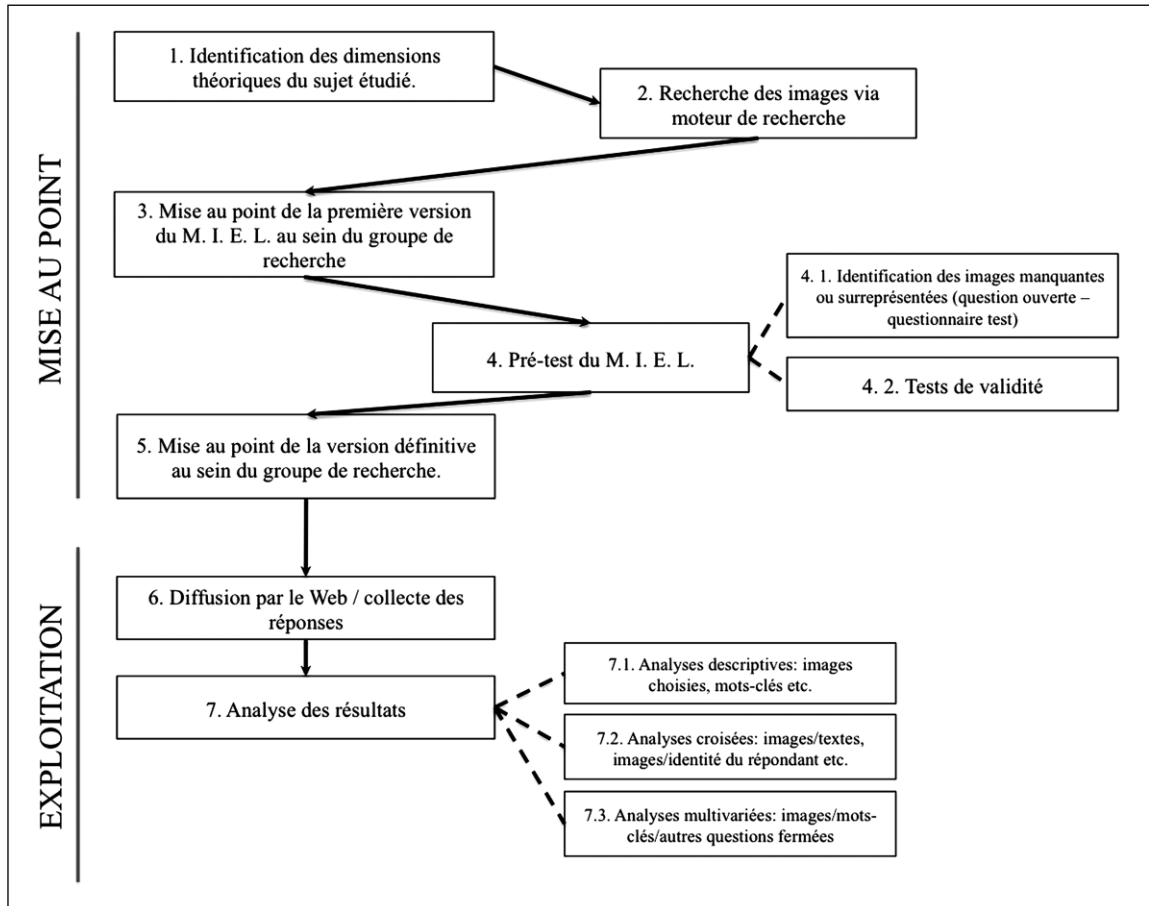 MISE AU POINT
1. Identification des dimensions
théoriques du sujet étudié.
2. Recherche des images via
moteur de recherche
3. Mise au point de la première version
du M. I. E. L. au sein du groupe de
recherche
4. Pré-test du M. I. E. L.
4. 1. Identification des images manquantes
ou surreprésentées (question ouverte –
questionnaire test)
4. 2. Tests de validité
5. Mise au point de la version définitive
au sein du groupe de recherche.
EXPLOITATION
6. Diffusion par le Web / collecte des
réponses
7. Analyse des résultats
7.1. Analyses descriptives: images
choisies, mots-clés etc.
7.2. Analyses croisées: images/textes,
images/identité du répondant etc.
7.3. Analyses multivariées: images/mots-
clés/autres questions fermées